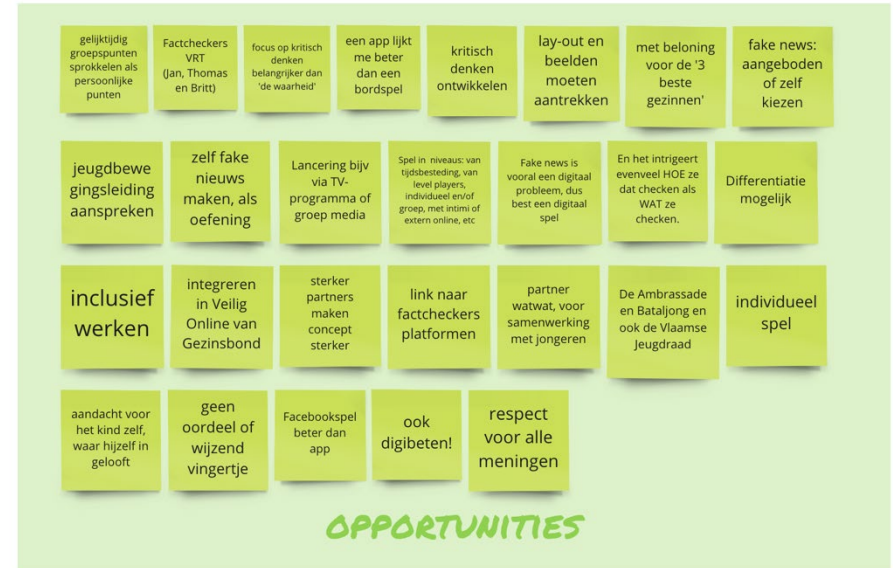 gelijktijdig
groepspunten
sprokkelen als
persoonlijke
punten
Factcheckers
VRT
(Jan, Thomas
en Britt)
focus op kritisch
denken
belangrijker dan
'de waarheid'
een app lijkt
me beter
dan een
bordspel
kritisch
denken
ontwikkelen
lay-out en
beelden
moeten
aantrekken
met beloning
voor de '3
beste
gezinnen'
fake news:
aangeboden
of zelf
kiezen
jeugdbewe
gingsleiding
aanspreken
zelf fake
nieuws
maken, als
oefening
Lancering bijv
via TV-
programma of
groep media
Spel in niveaus: van
tijdsbesteding, van
level players,
individueel en/of
groep, met intimi of
extern online, etc
Fake news is
vooral een digitaal
probleem, dus
best een digitaal
spel
En het intrigeert
evenveel HOE ze
dat checken als
WAT ze
checken.
Differentiatie
mogelijk
inclusief
werken
integreren
in Veilig
Online van
Gezinsbond
sterker
partners
maken
concept
sterker
link naar
factcheckers
platformen
partner
watwat, voor
samenwerking
met jongeren
De Ambrassade
en Bataljong en
ook de Vlaamse
Jeugdraad
individueel
spel
aandacht voor
het kind zelf,
waar hijzelf in
gelooft
geen
oordeel of
wijzend
vingertje
Facebookspel
beter dan
app
ook
digibeten!
respect
voor alle
meningen
OPPORTUNITIES